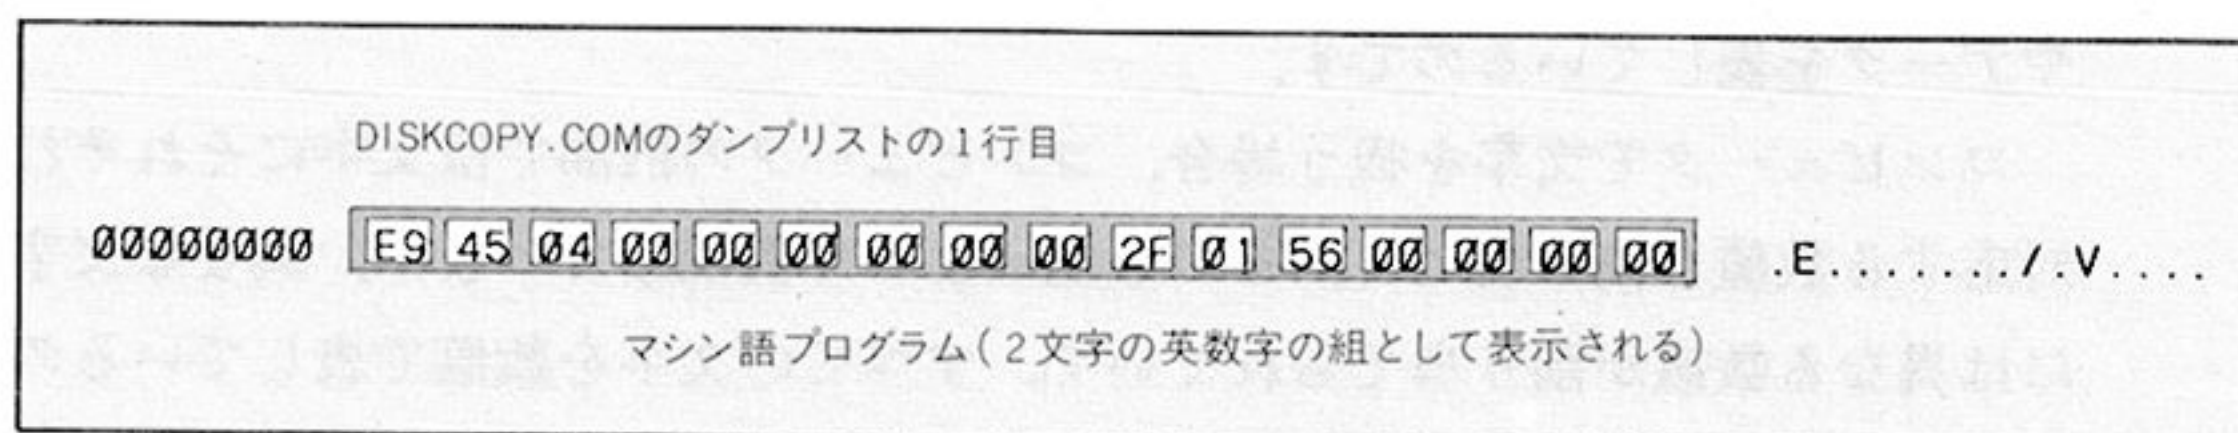 DISKCOPY.COMのダンプリストの1行目
00000000 E9 45 04 00 00 00 00 00 00 2F 01 56 00 00 00 00 .E......./.V....
マシン語プログラム(2文字の英数字の組として表示される)